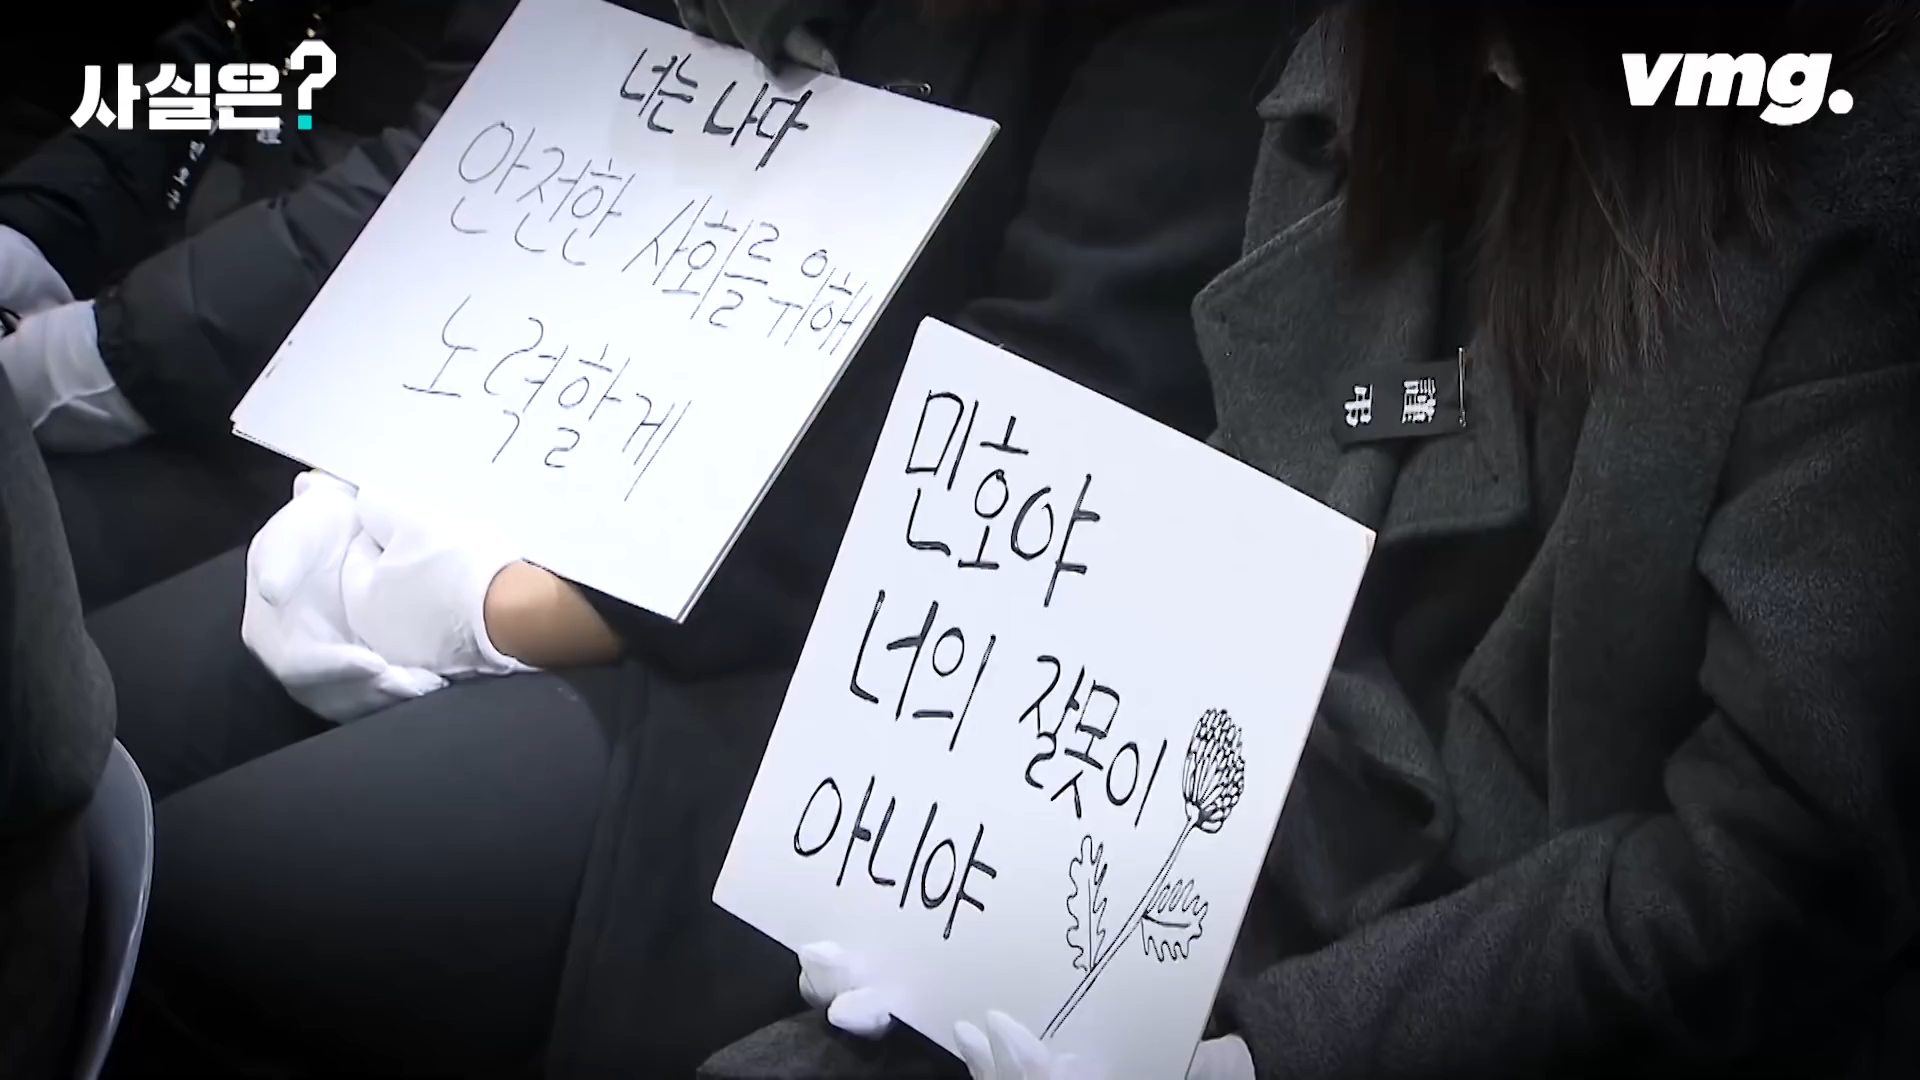 사실은?
vmg.
너는 나다
안전한 사회를 위해
노력할게
민호야
너의 잘못이
아니야
謹弔